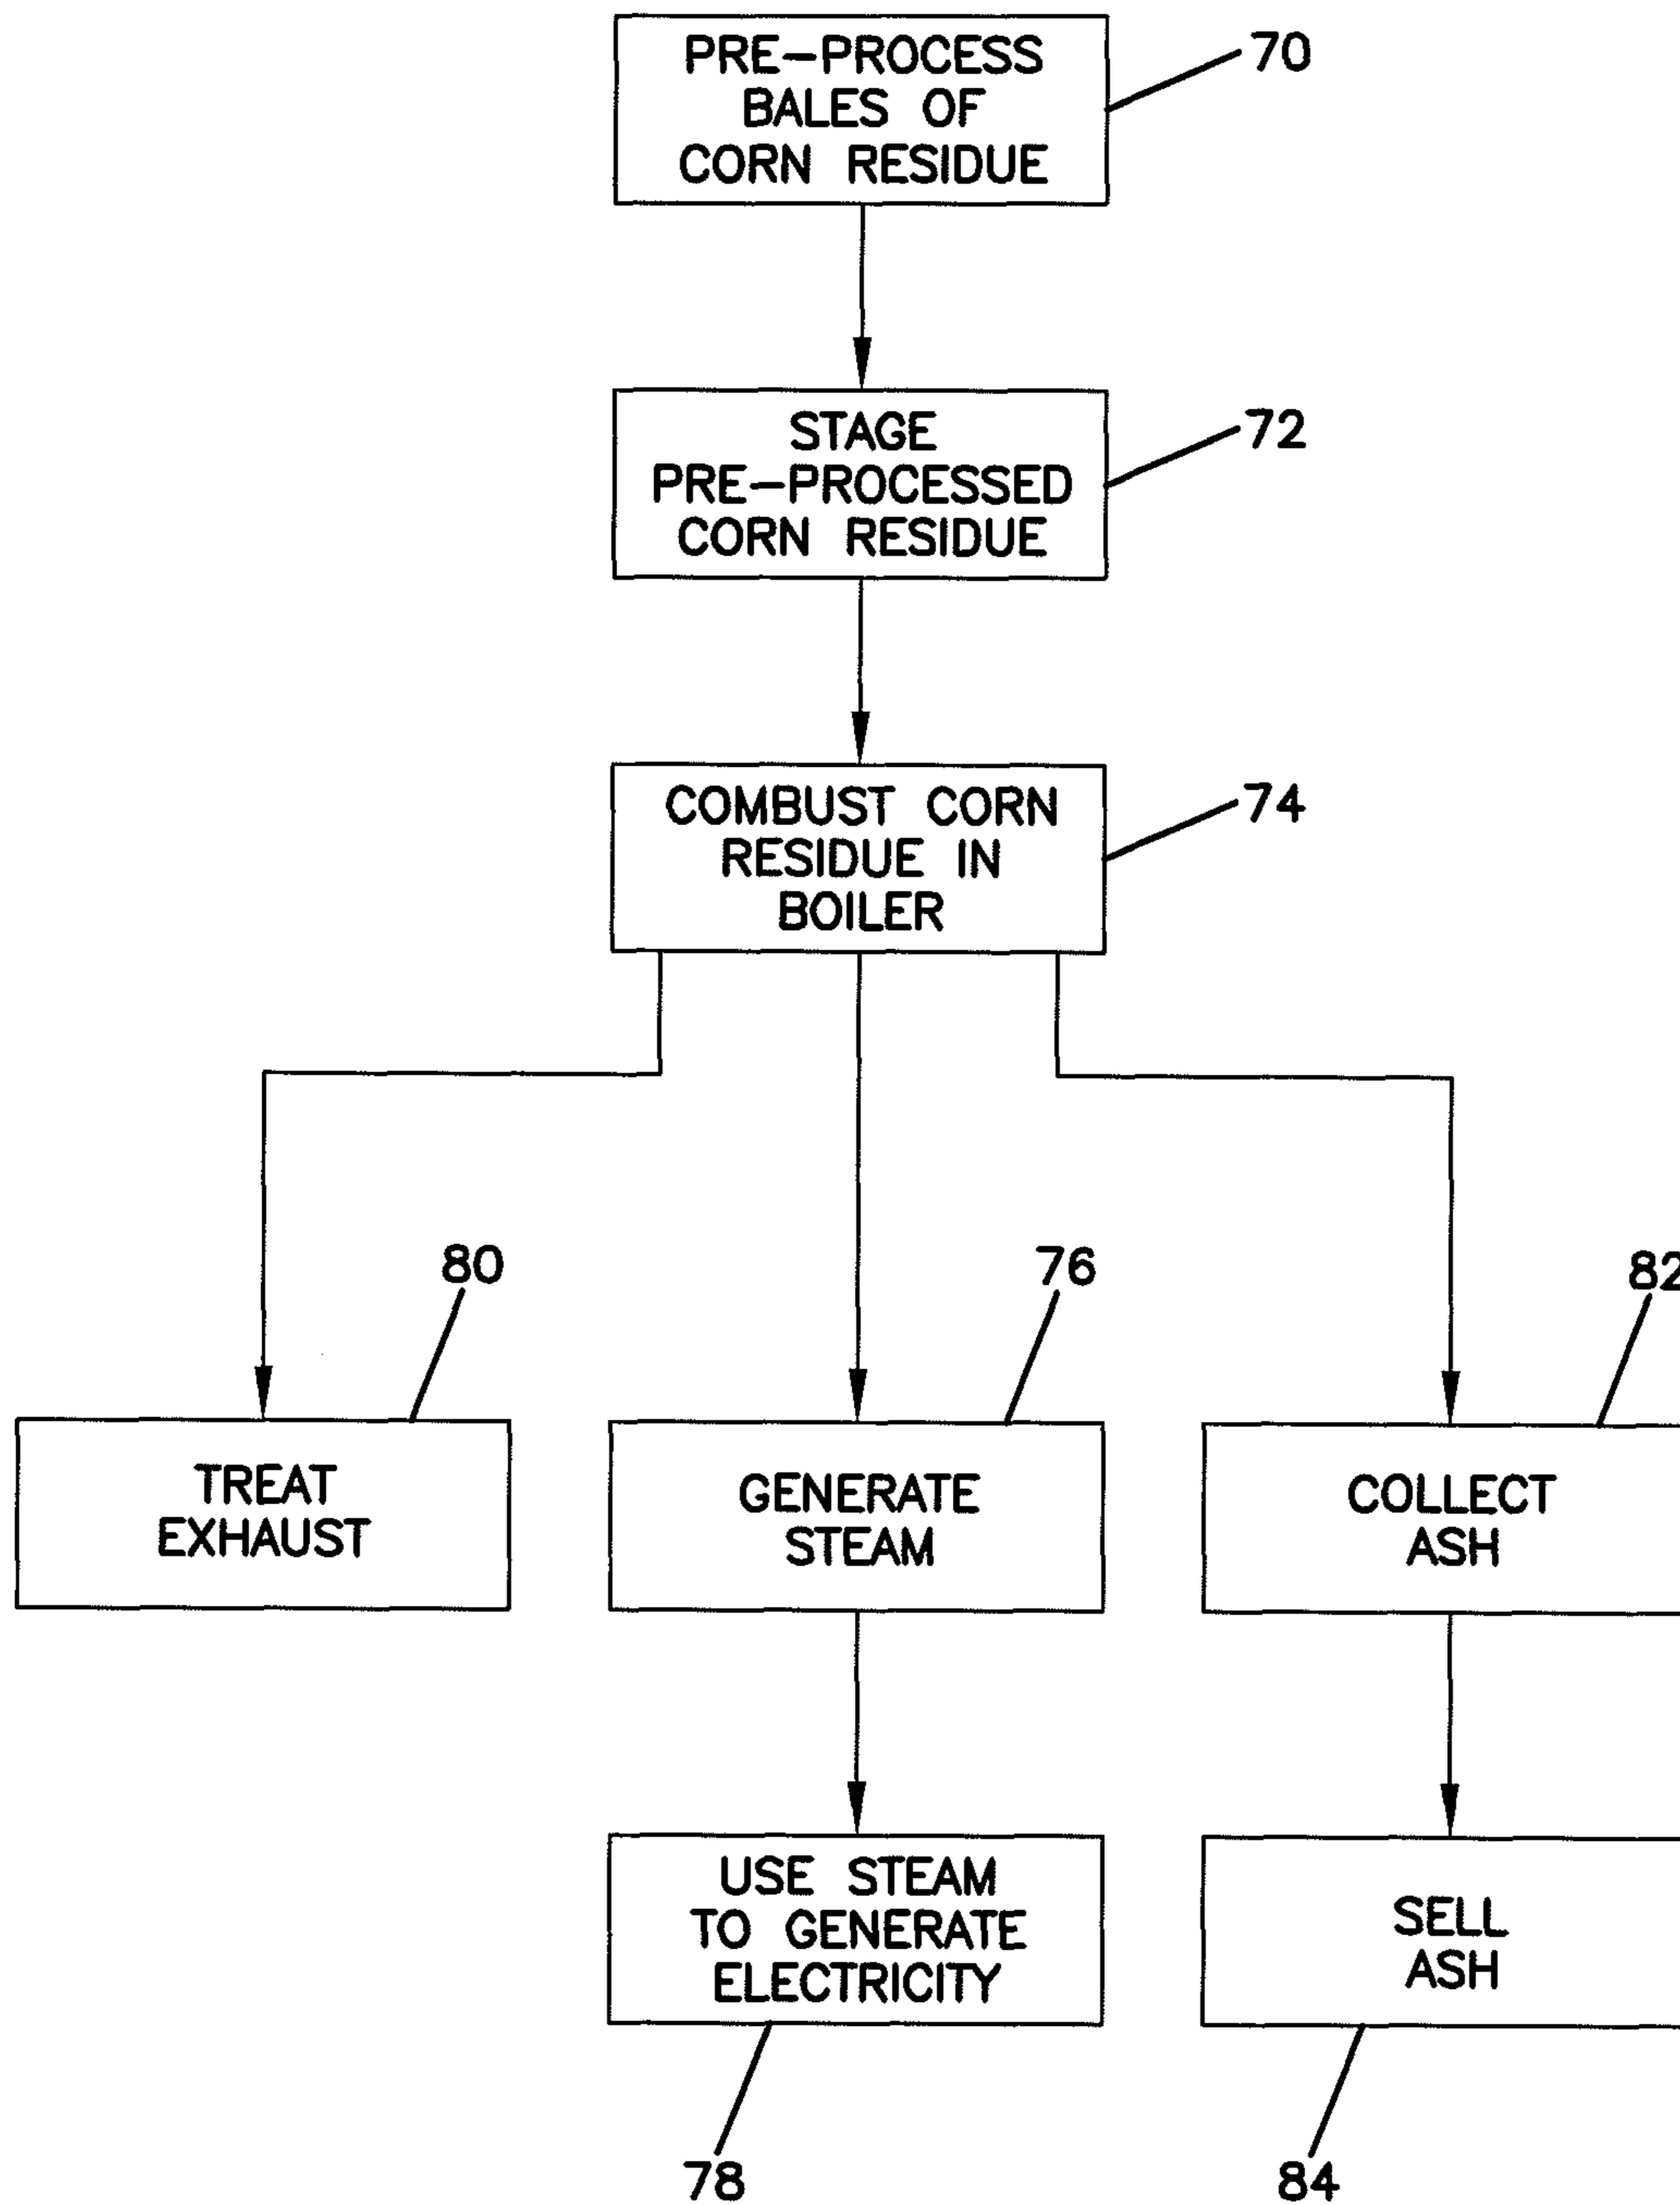 PRE-PROCESS
BALES OF
CORN RESIDUE
70
STAGE
PRE-PROCESSED
CORN RESIDUE
72
COMBUST CORN
RESIDUE IN
BOILER
74
80
TREAT
EXHAUST
76
GENERATE
STEAM
82
COLLECT
ASH
USE STEAM
TO GENERATE
ELECTRICITY
78
SELL
ASH
84